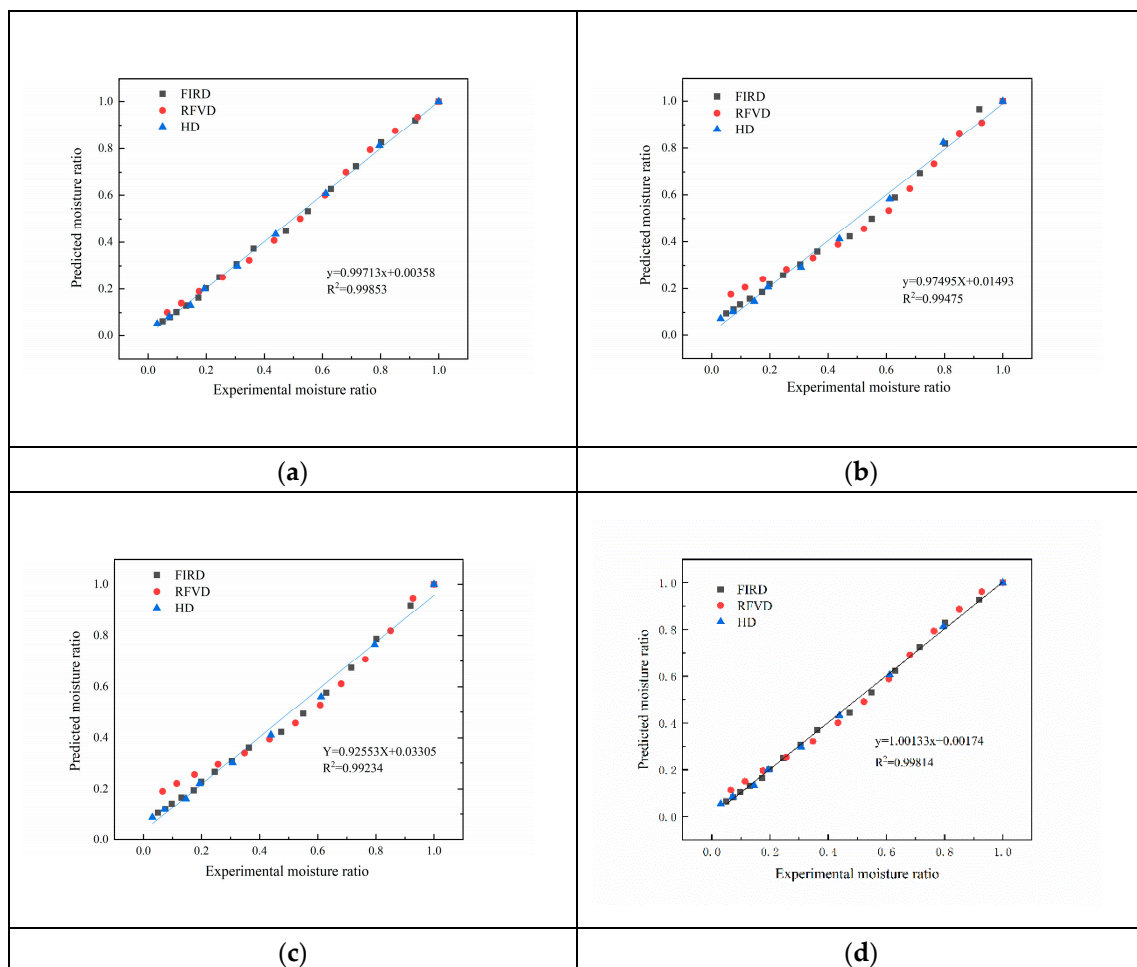 FIRD
RFVD
HD
1.0
0.8
0.6
0.4
0.2
0.0
Predicted moisture ratio
y=0.99713x+0.00358
R²=0.99853
0.0 0.2 0.4 0.6 0.8 1.0
Experimental moisture ratio
(a)
FIRD
RFVD
HD
1.0
0.8
0.6
0.4
0.2
0.0
Predicted moisture ratio
y=0.97495X+0.01493
R²=0.99475
0.0 0.2 0.4 0.6 0.8 1.0
Experimental moisture ratio
(b)
FIRD
RFVD
HD
1.0
0.8
0.6
0.4
0.2
0.0
Predicted moisture ratio
Y=0.92553X+0.03305
R²=0.99234
0.0 0.2 0.4 0.6 0.8 1.0
Experimental moisture ratio
(c)
FIRD
RFVD
HD
1.0
0.8
0.6
0.4
0.2
0.0
Predicted moisture ratio
y=1.00133x+0.00174
R²=0.99814
0.0 0.2 0.4 0.6 0.8 1.0
Experimental moisture ratio
(d)